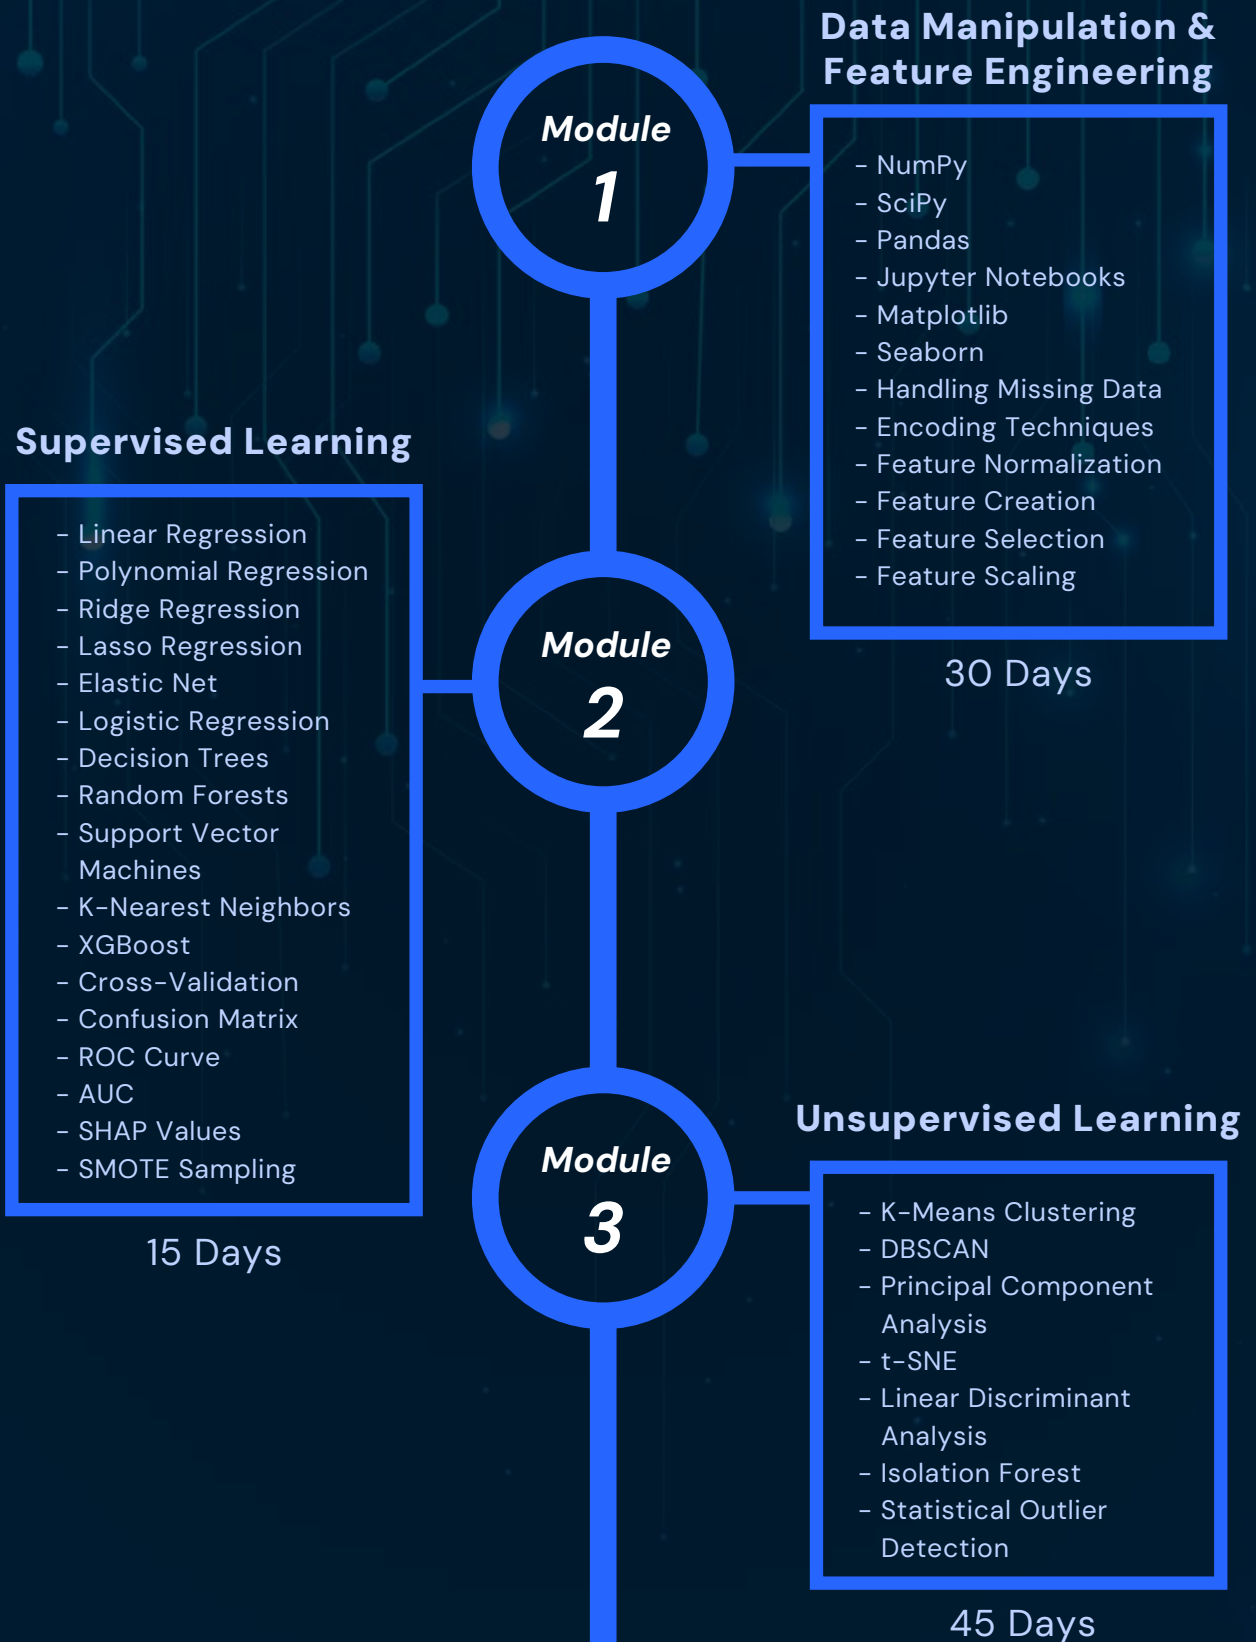 Data Manipulation &
Feature Engineering
Module
1
- NumPy
- SciPy
- Pandas
- Jupyter Notebooks
- Matplotlib
- Seaborn
- Handling Missing Data
- Encoding Techniques
- Feature Normalization
- Feature Creation
- Feature Selection
- Feature Scaling
30 Days
Supervised Learning
Module
2
- Linear Regression
- Polynomial Regression
- Ridge Regression
- Lasso Regression
- Elastic Net
- Logistic Regression
- Decision Trees
- Random Forests
- Support Vector
Machines
- K-Nearest Neighbors
- XGBoost
- Cross-Validation
- Confusion Matrix
- ROC Curve
- AUC
- SHAP Values
- SMOTE Sampling
15 Days
Unsupervised Learning
Module
3
- K-Means Clustering
- DBSCAN
- Principal Component
Analysis
- t-SNE
- Linear Discriminant
Analysis
- Isolation Forest
- Statistical Outlier
Detection
45 Days